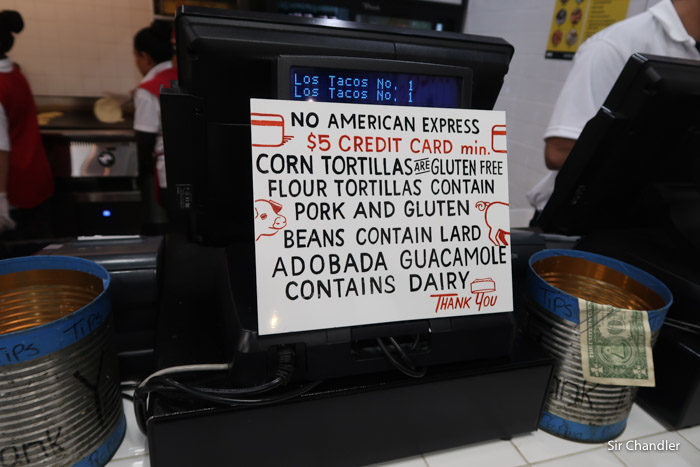 Los Tacos No. 1
Los Tacos No. 1
NO AMERICAN EXPRESS
$5 CREDIT CARD min.
CORN TORTILLAS ARE GLUTEN FREE
FLOUR TORTILLAS CONTAIN
PORK AND GLUTEN
BEANS CONTAIN LARD
ADOBADA GUACAMOLE
CONTAINS DAIRY
THANK YOU
Tips
Tips
Tips
Sir Chandler